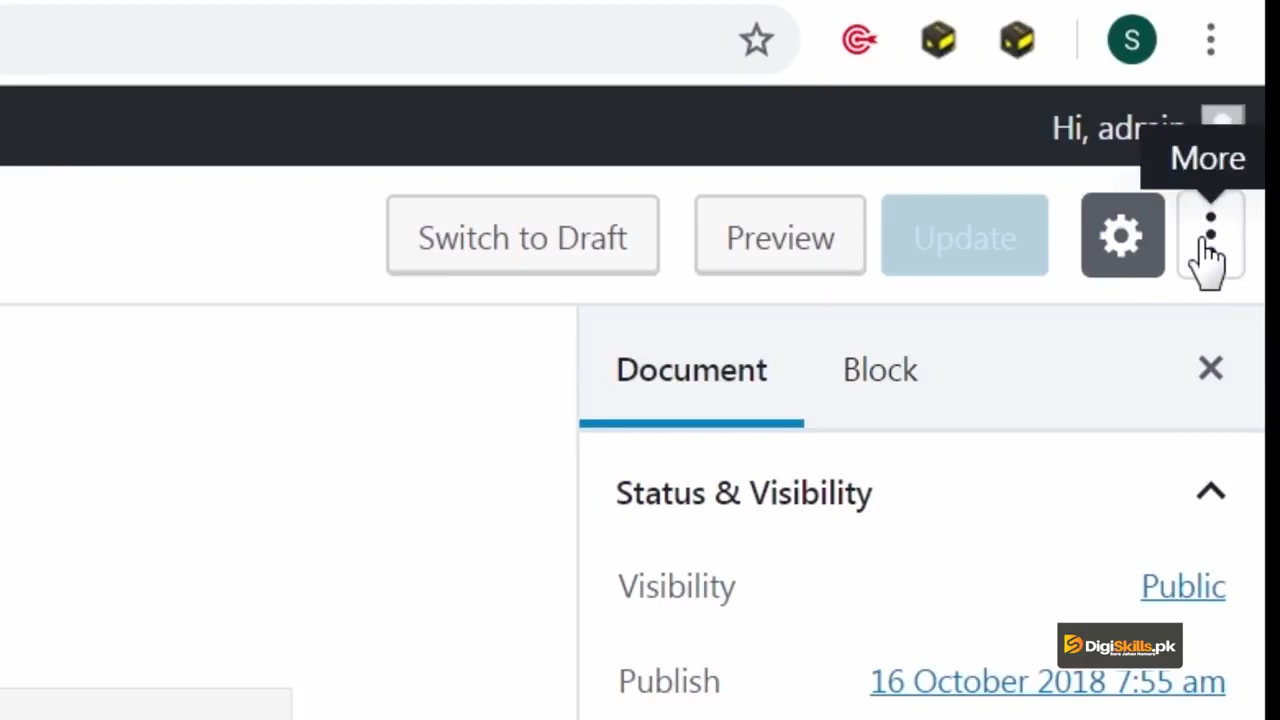 S
Hi, admin
More
Switch to Draft
Preview
Update
Document
Block
Status & Visibility
Visibility
Public
DigiSkills.pk
Publish
16 October 2018 7:55 am